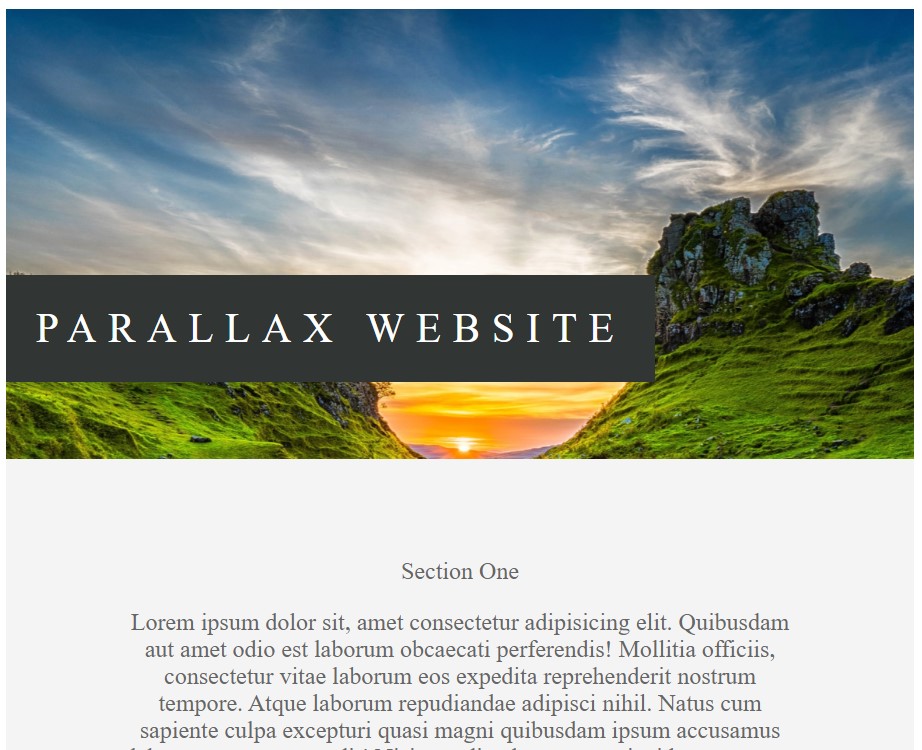 PARALLAX WEBSITE
Section One
Lorem ipsum dolor sit, amet consectetur adipisicing elit. Quibusdam
aut amet odio est laborum obcaecati perferendis! Mollitia officiis,
consectetur vitae laborum eos expedita reprehenderit nostrum
tempore. Atque laborum repudiandae adipisci nihil. Natus cum
sapiente culpa excepturi quasi magni quibusdam ipsum accusamus